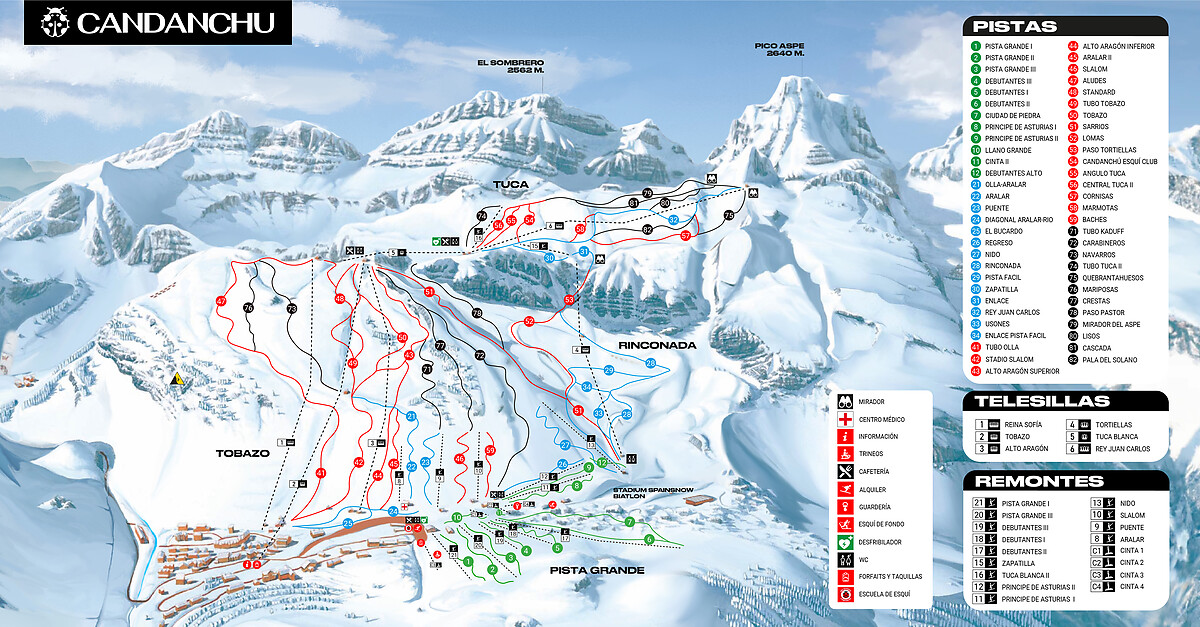 CANDANCHU
EL SOMBRERO
2562 M.
PICO ASPE
2640 M.
TUCA
RINCONADA
TOBAZO
STADIUM SPAINSNOW
BIATLON
PISTA GRANDE
PISTAS
1 PISTA GRANDE I
2 PISTA GRANDE II
3 PISTA GRANDE III
4 DEBUTANTES III
5 DEBUTANTES I
6 DEBUTANTES II
7 CIUDAD DE PIEDRA
8 PRINCIPE DE ASTURIAS I
9 PRINCIPE DE ASTURIAS II
10 LLANO GRANDE
11 CINTA II
12 DEBUTANTES ALTO
21 OLLA-ARALAR
22 ARALAR
23 PUENTE
24 DIAGONAL ARALAR-RIO
25 EL BUCARDO
26 REGRESO
27 NIDO
28 RINCONADA
29 PISTA FACIL
30 ZAPATILLA
31 ENLACE
32 REY JUAN CARLOS
33 USONES
34 ENLACE PISTA FACIL
41 TUBO OLLA
42 STADIO SLALOM
43 ALTO ARAGÓN SUPERIOR
44 ALTO ARAGÓN INFERIOR
45 ARALAR II
46 SLALOM
47 ALUDES
48 STANDARD
49 TUBO TOBAZO
50 TOBAZO
51 SARRIOS
52 LOMAS
53 PASO TORTIELLAS
54 CANDANCHÚ ESQUÍ CLUB
55 ANGULO TUCA
56 CENTRAL TUCA II
57 CORNISAS
58 MARMOTAS
59 BACHES
71 TUBO KADUFF
72 CARABINEROS
73 NAVARROS
74 TUBO TUCA II
75 QUEBRANTAHUESOS
76 MARIPOSAS
77 CRESTAS
78 PASO PASTOR
79 MIRADOR DEL ASPE
80 LISOS
81 CASCADA
82 PALA DEL SOLANO
MIRADOR
CENTRO MÉDICO
INFORMACIÓN
TRINEOS
CAFETERÍA
ALQUILER
GUARDERÍA
ESQUÍ DE FONDO
DESFRIBILADOR
WC
FORFAITS Y TAQUILLAS
ESCUELA DE ESQUÍ
TELESILLAS
1 REINA SOFÍA
2 TOBAZO
3 ALTO ARAGÓN
4 TORTIELLAS
5 TUCA BLANCA
6 REY JUAN CARLOS
REMONTES
21 PISTA GRANDE I
20 PISTA GRANDE III
19 DEBUTANTES III
18 DEBUTANTES I
17 DEBUTANTES II
15 ZAPATILLA
16 TUCA BLANCA II
12 PRINCIPE DE ASTURIAS II
11 PRINCIPE DE ASTURIAS I
13 NIDO
10 SLALOM
9 PUENTE
8 ARALAR
C1 CINTA 1
C2 CINTA 2
C3 CINTA 3
C4 CINTA 4